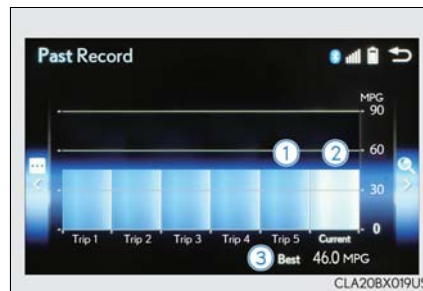 Past Record
MPG
90
1
2
60
30
0
Trip 1 Trip 2 Trip 3 Trip 4 Trip 5 Current
3 Best 46.0 MPG
CLA20BX019US